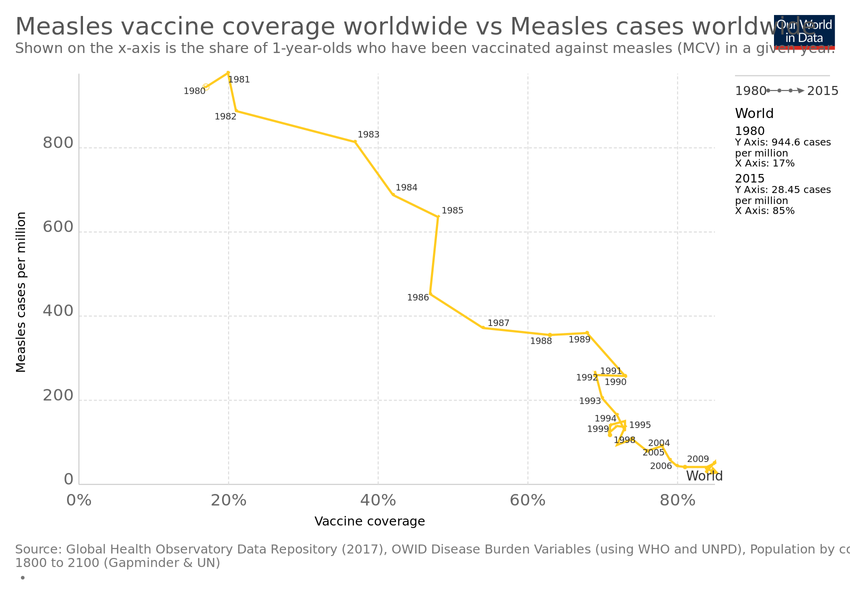 Measles vaccine coverage worldwide vs Measles cases worldwide
Our World
in Data
Shown on the x-axis is the share of 1-year-olds who have been vaccinated against measles (MCV) in a given year.
1980 2015
World
1980
Y Axis: 944.6 cases
per million
X Axis: 17%
2015
Y Axis: 28.45 cases
per million
X Axis: 85%
Measles cases per million
800
600
400
200
0
1980
1981
1982
1983
1984
1985
1986
1987
1988
1989
1991
1992
1990
1993
1994
1995
1999
1998
2004
2005
2006
2009
World
0% 20% 40% 60% 80%
Vaccine coverage
Source: Global Health Observatory Data Repository (2017), OWID Disease Burden Variables (using WHO and UNPD), Population by
1800 to 2100 (Gapminder & UN)
•